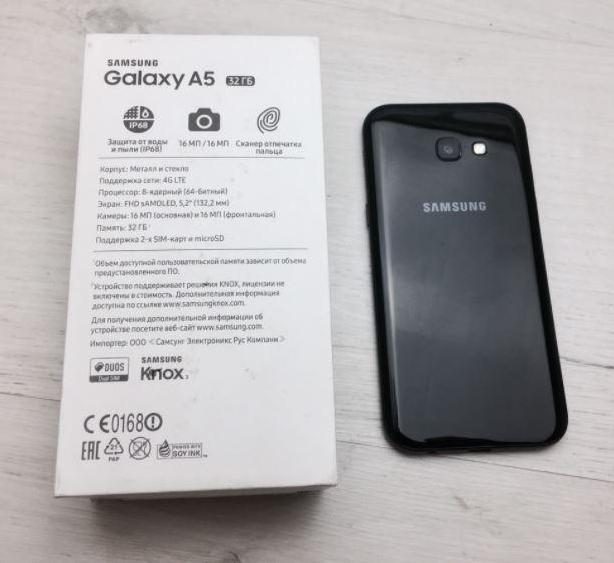 SAMSUNG
Galaxy A5 32 ГБ
IP68
Защита от воды
и пыли (IP68)
16 МП / 16 МП
Сканер отпечатка
пальца
Корпус: Металл и стекло
Поддержка сети: 4G LTE
Процессор: 8-ядерный (64-битный)
Экран: FHD sAMOLED, 5,2" (132,2 мм)
Камеры: 16 МП (основная) и 16 МП (фронтальная)
Память: 32 ГБ
Поддержка 2-х SIM-карт и microSD
Объем доступной пользовательской памяти зависит от объема
предустановленного ПО.
Устройство поддерживает решения KNOX, лицензии не
включены в стоимость. Дополнительная информация
доступна по ссылке www.samsungknox.com.
Для получения дополнительной информации об
устройстве посетите веб-сайт www.samsung.com.
Импортер: ООО <Самсунг Электроникс Рус Компани>
DUOS
Dual SIM
SAMSUNG
Knox
CE0168
EAC
21
PAP
PRINTED WITH
SOY INK
SAMSUNG